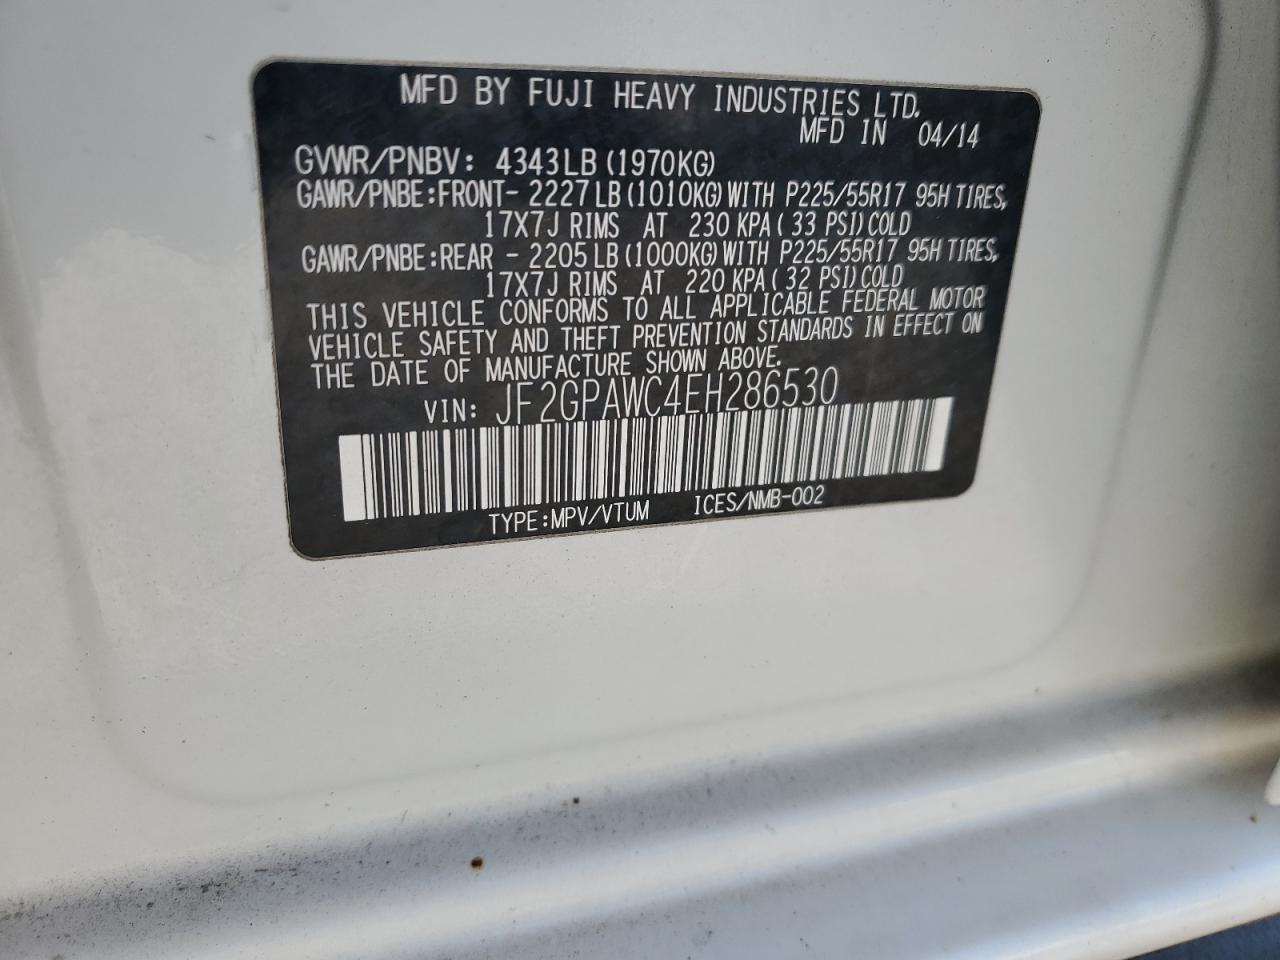 MFD BY FUJI HEAVY INDUSTRIES LTD.
MFD IN 04/14
GVWR/PNBV: 4343LB (1970KG)
GAWR/PNBE:FRONT- 2227 LB (1010KG) WITH P225/55R17 95H TIRES,
17X7J RIMS AT 230 KPA ( 33 PSI) COLD
GAWR/PNBE:REAR - 2205 LB (1000KG) WITH P225/55R17 95H TIRES,
17X7J RIMS AT 220 KPA ( 32 PSI) COLD
THIS VEHICLE CONFORMS TO ALL APPLICABLE FEDERAL MOTOR
VEHICLE SAFETY AND THEFT PREVENTION STANDARDS IN EFFECT ON
THE DATE OF MANUFACTURE SHOWN ABOVE.
VIN: JF2GPAWC4EH286530
TYPE:MPV/VTUM ICES/NMB-002